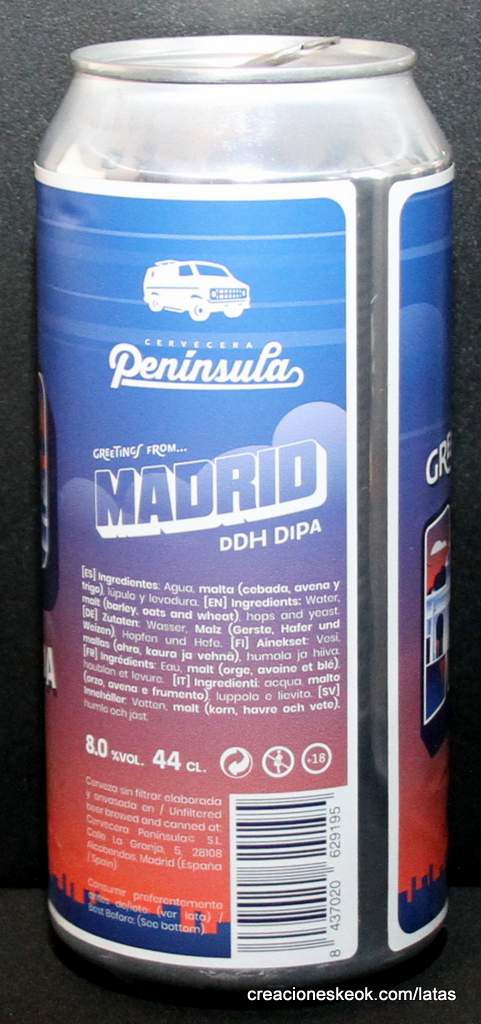 CERVECERA
Península
GREETINGS FROM...
MADRID
DDH DIPA
[ES] Ingredientes: Agua, malta (cebada, avena y
trigo), lúpulo y levadura. [EN] Ingredients: Water,
malt (barley, oats and wheat), hops and yeast.
[DE] Zutaten: Wasser, Malz (Gerste, Hafer und
Weizen), Hopfen und Hefe. [FI] Ainekset: Vesi,
mallas (ohra, kaura ja vehnä), humala ja hiiva.
[FR] Ingrédients: Eau, malt (orge, avoine et blé),
houblon et levure. [IT] Ingredienti: acqua, malto
(orzo, avena e frumento), luppolo e lievito. [SV]
Innehåller: Vatten, malt (korn, havre och vete),
humle och jäst.
8.0 %VOL. 44 CL.
+18
Cerveza sin filtrar elaborada
y envasada en / Unfiltered
beer brewed and canned at:
Cervecera Península S.L.
Calle La Granja, 5, 28108
Alcobendas, Madrid (España
/ Spain)
Consumir preferentemente
antes de/lote: (ver lata) /
Best Before: (See bottom)
8 437020 629195
GRE
A
creacioneskeok.com/latas